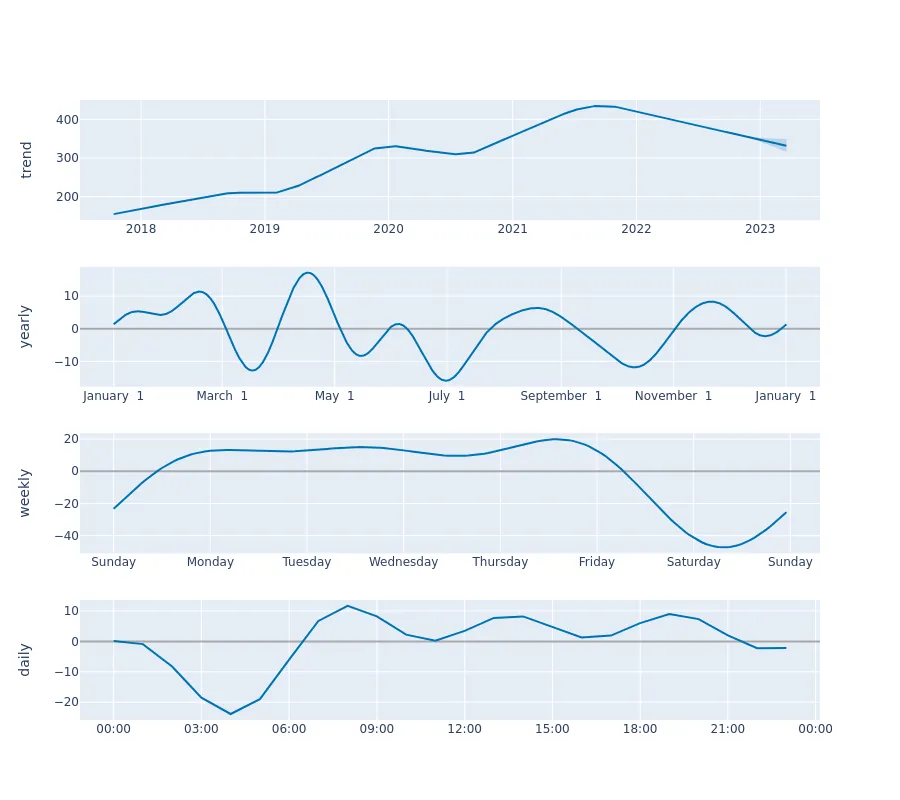 400
300
200
trend
2018 2019 2020 2021 2022 2023
10
0
−10
yearly
January 1 March 1 May 1 July 1 September 1 November 1 January 1
20
0
−20
−40
weekly
Sunday Monday Tuesday Wednesday Thursday Friday Saturday Sunday
10
0
−10
−20
daily
00:00 03:00 06:00 09:00 12:00 15:00 18:00 21:00 00:00